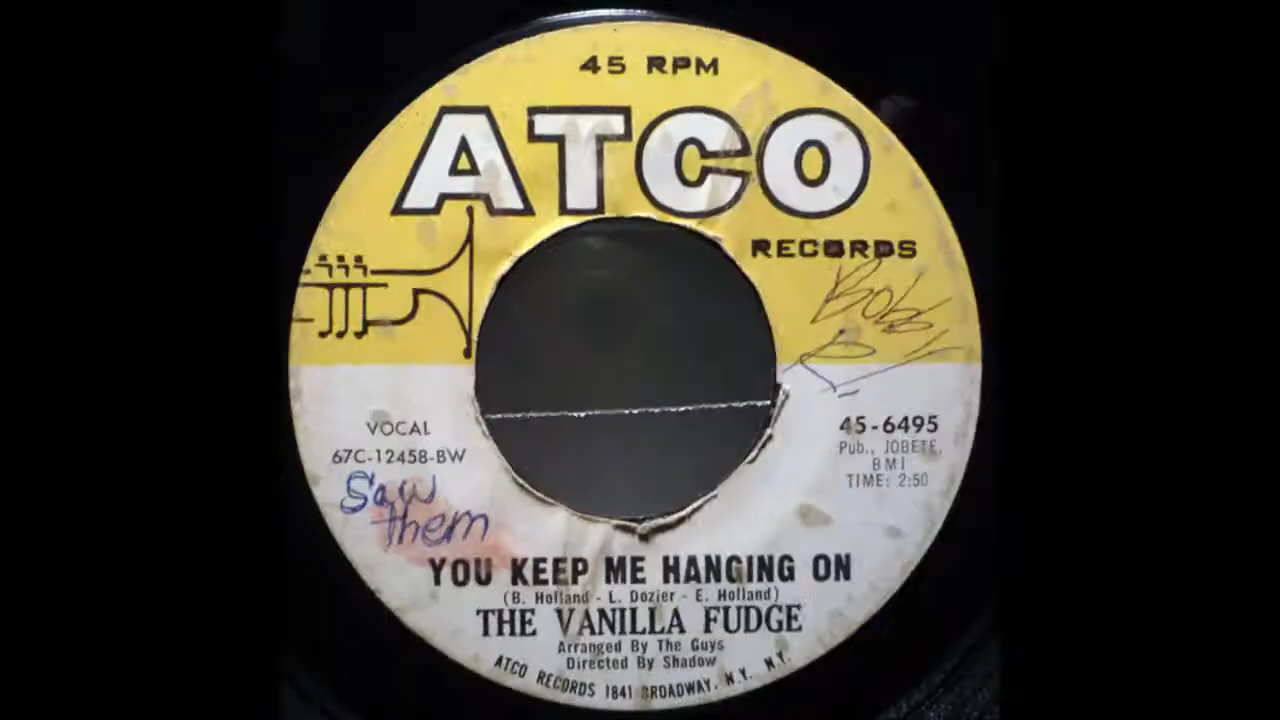 45 RPM
ATCO
RECORDS
Bobby
VOCAL
67C-12458-BW
Saw
them
45-6495
Pub., JOBETE,
BMI
TIME: 2:50
YOU KEEP ME HANGING ON
(B. Holland - L. Dozier - E. Holland)
THE VANILLA FUDGE
Arranged By The Guys
Directed By Shadow
ATCO RECORDS 1841 BROADWAY, N.Y. N.Y.